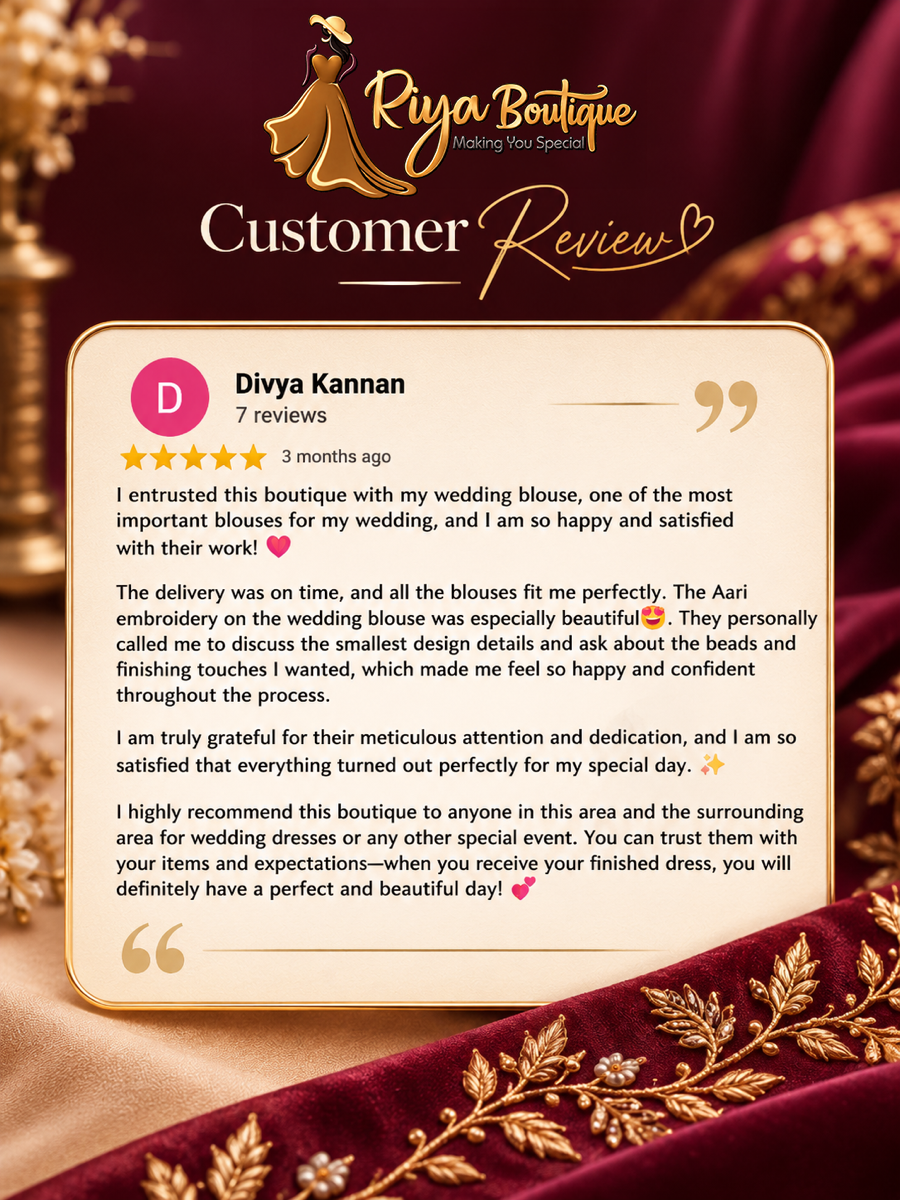 Riya Boutique
Making You Special
Customer Review
D
Divya Kannan
7 reviews
3 months ago
I entrusted this boutique with my wedding blouse, one of the most
important blouses for my wedding, and I am so happy and satisfied
with their work! ❤️
The delivery was on time, and all the blouses fit me perfectly. The Aari
embroidery on the wedding blouse was especially beautiful😍. They personally
called me to discuss the smallest design details and ask about the beads and
finishing touches I wanted, which made me feel so happy and confident
throughout the process.
I am truly grateful for their meticulous attention and dedication, and I am so
satisfied that everything turned out perfectly for my special day. ✨
I highly recommend this boutique to anyone in this area and the surrounding
area for wedding dresses or any other special event. You can trust them with
your items and expectations—when you receive your finished dress, you will
definitely have a perfect and beautiful day! 💕